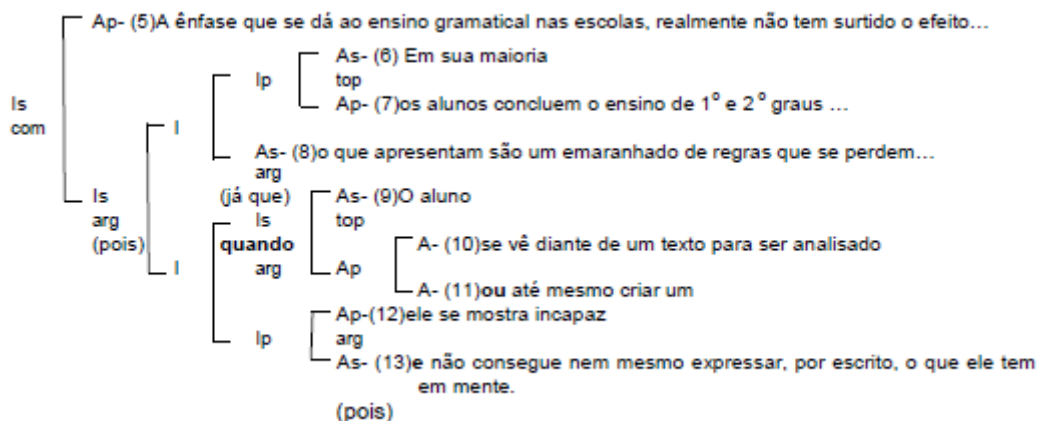 Ap- (5)A ênfase que se dá ao ensino gramatical nas escolas, realmente não tem surtido o efeito…
As- (6) Em sua maioria
Ip
top
Ap- (7)os alunos concluem o ensino de 1º e 2º graus …
Is
com
I
As- (8)o que apresentam são um emaranhado de regras que se perdem…
arg
Is
(já que)
As- (9)O aluno
arg
Is
top
(pois)
quando
A- (10)se vê diante de um texto para ser analisado
I
arg
Ap
A- (11)ou até mesmo criar um
Ap-(12)ele se mostra incapaz
Ip
arg
As- (13)e não consegue nem mesmo expressar, por escrito, o que ele tem
em mente.
(pois)